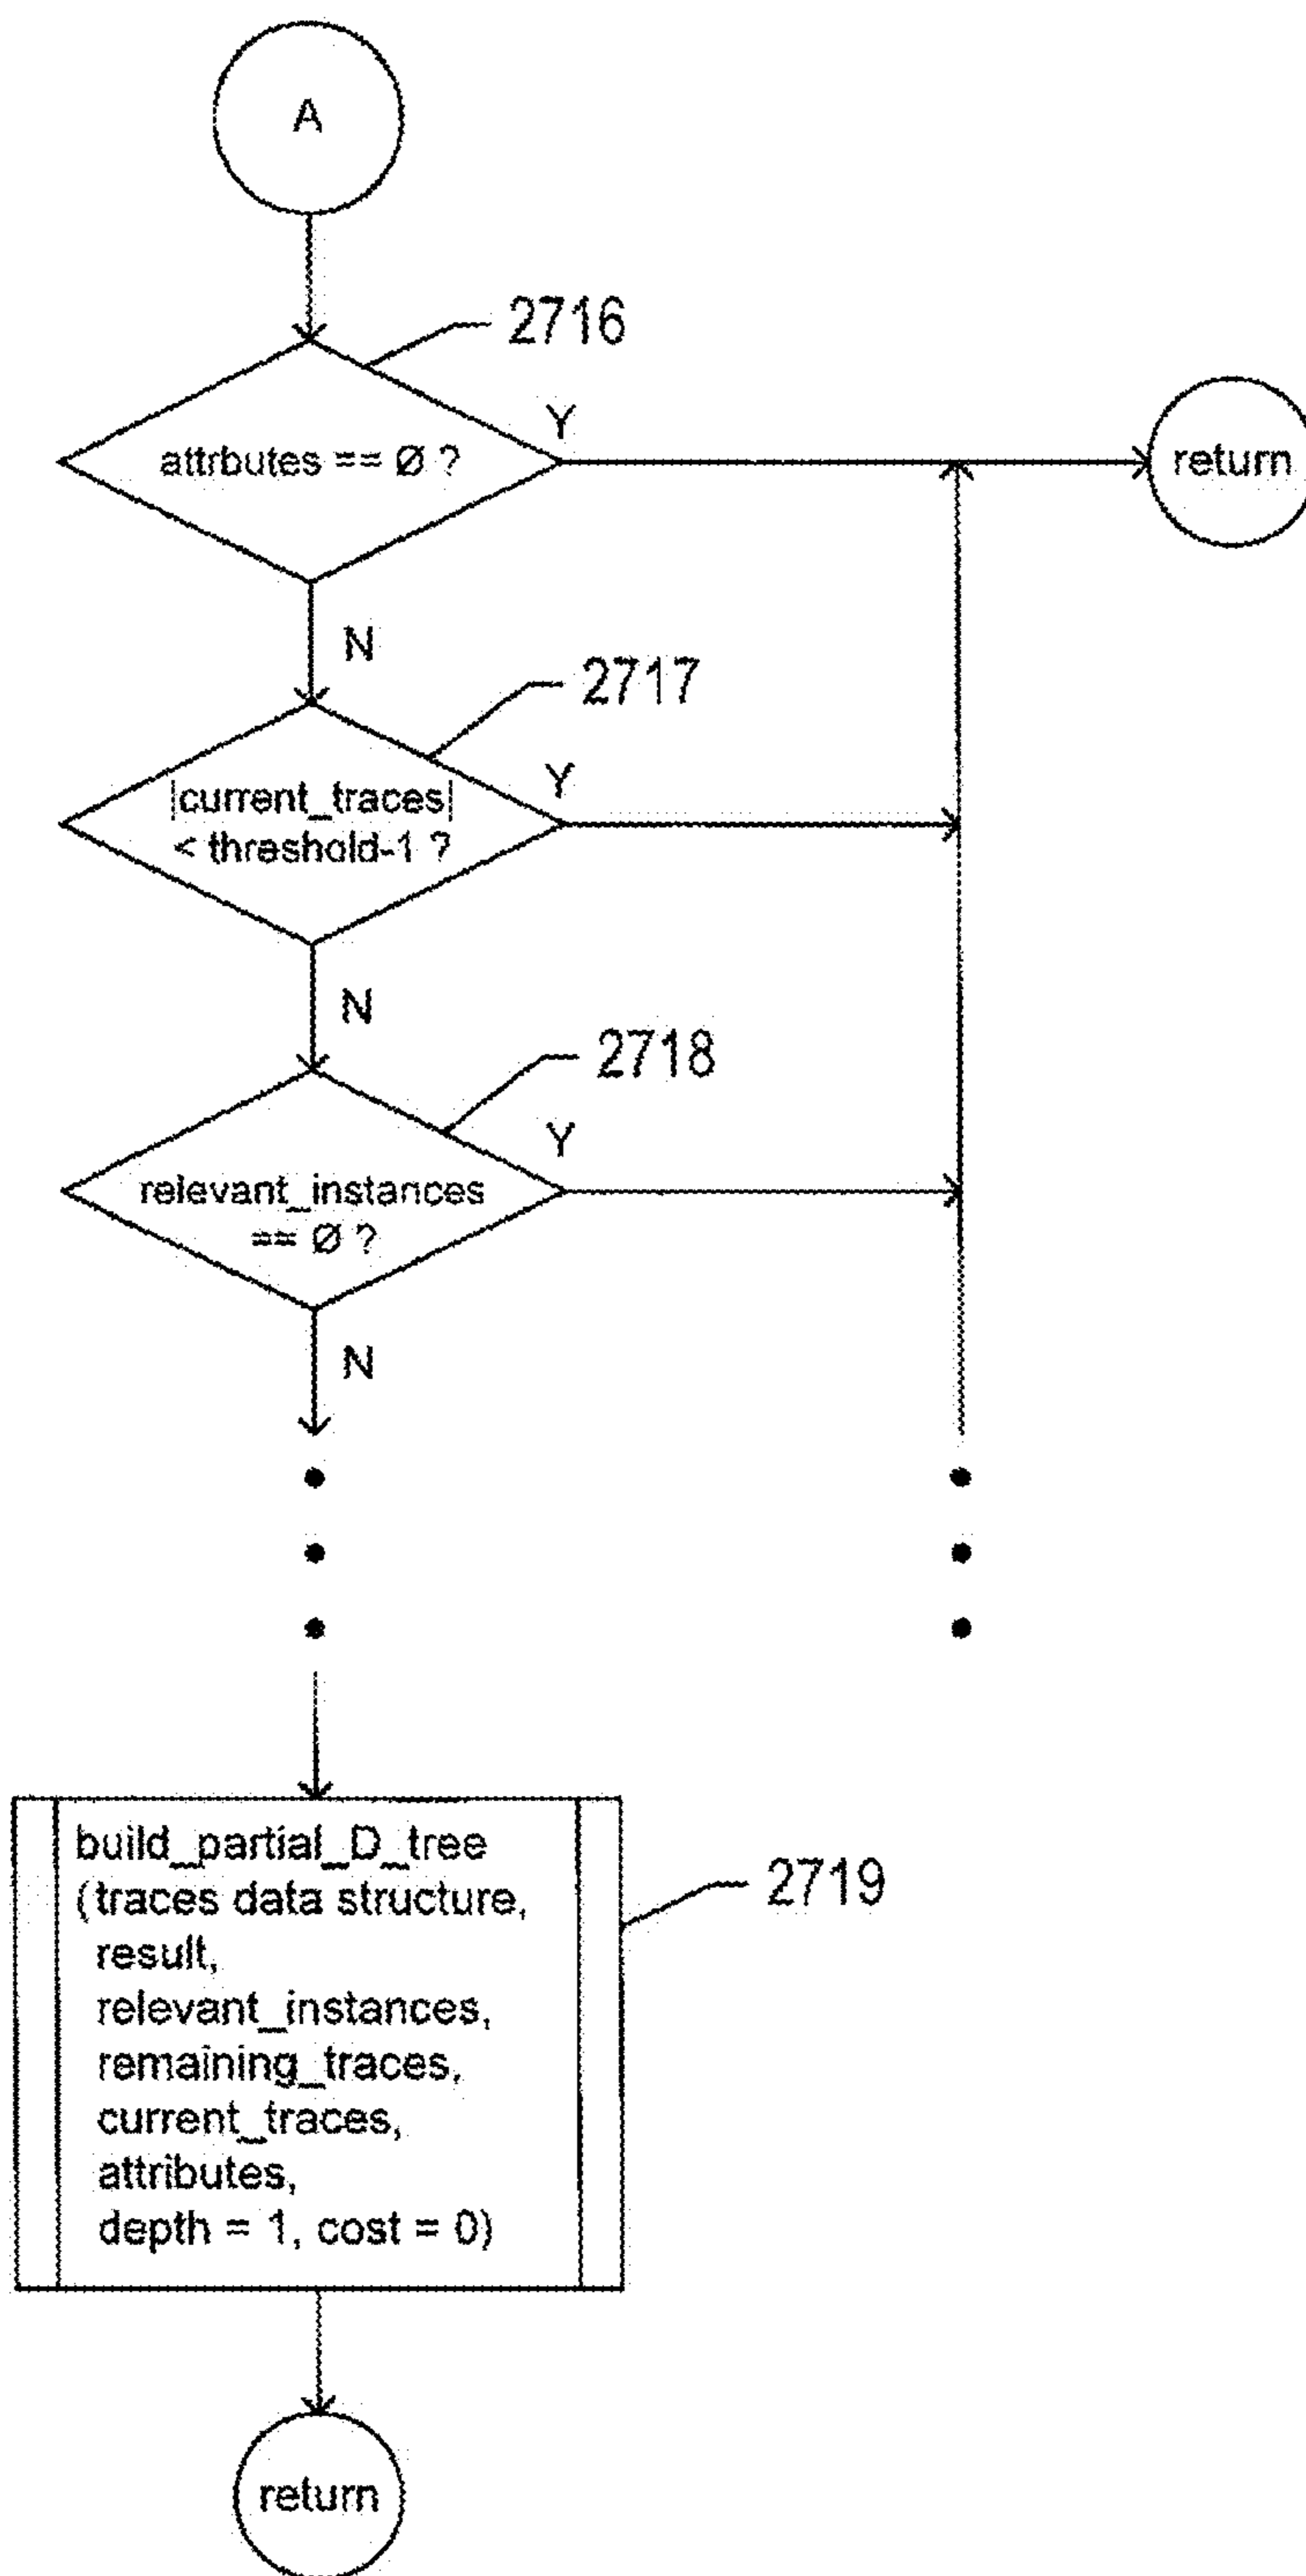 A
2716
Y
attrbutes == Ø ?
return
N
2717
Y
|current_traces|
< threshold-1 ?
N
2718
Y
relevant_instances
== Ø ?
N
build_partial_D_tree
(traces data structure,
result,
relevant_instances,
remaining_traces,
current_traces,
attributes,
depth = 1, cost = 0)
2719
return